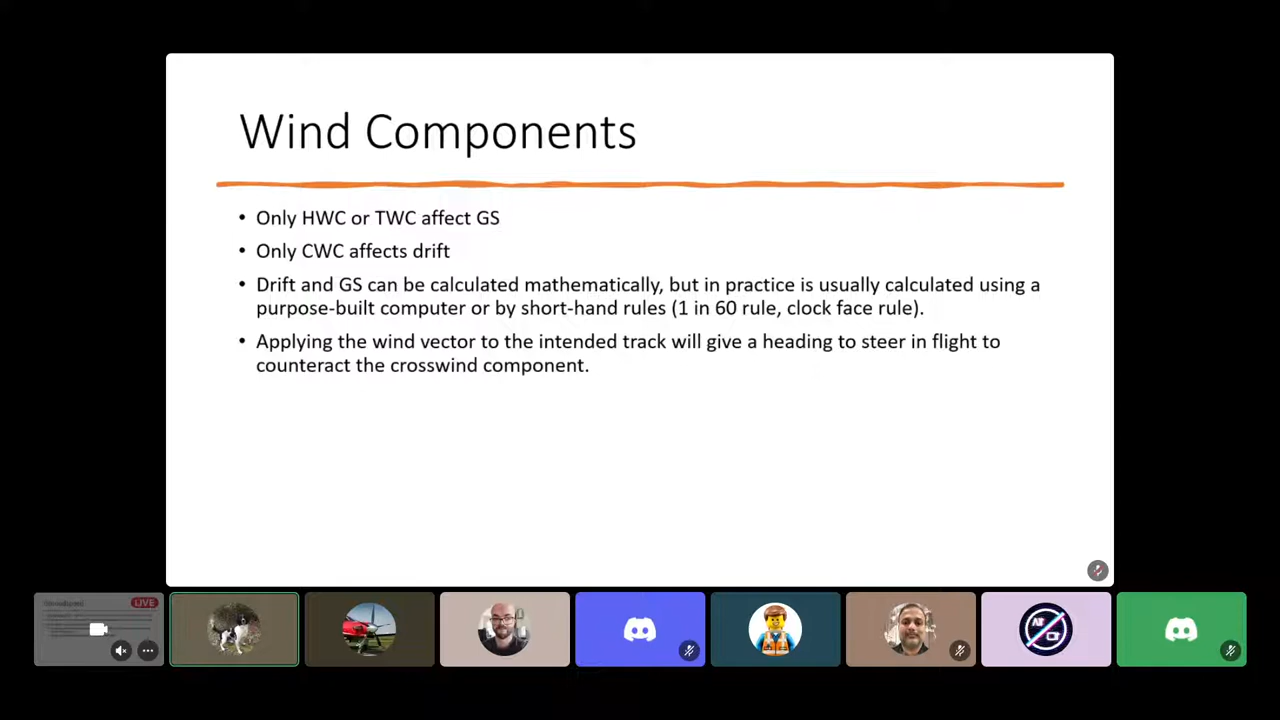 Wind Components
• Only HWC or TWC affect GS
• Only CWC affects drift
• Drift and GS can be calculated mathematically, but in practice is usually calculated using a
purpose-built computer or by short-hand rules (1 in 60 rule, clock face rule).
• Applying the wind vector to the intended track will give a heading to steer in flight to
counteract the crosswind component.
LIVE